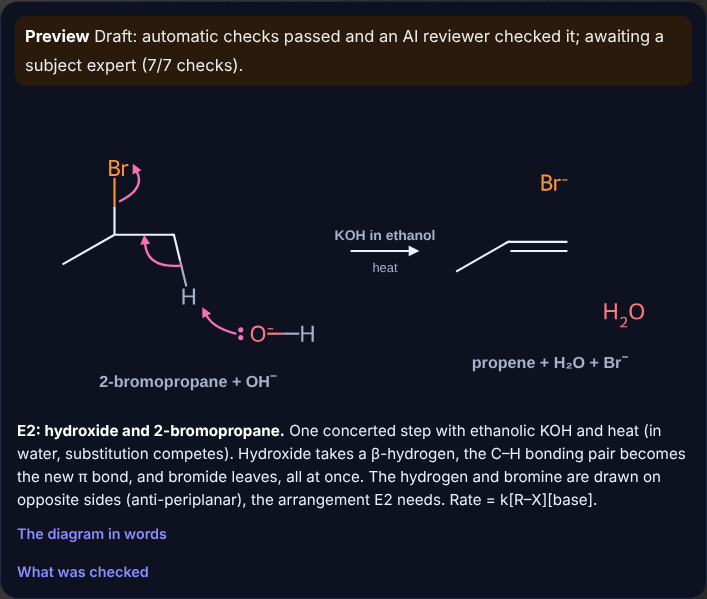 Preview Draft: automatic checks passed and an AI reviewer checked it; awaiting a
subject expert (7/7 checks).
Br
H
:O⁻—H
2-bromopropane + OH⁻
KOH in ethanol
heat
Br⁻
H₂O
propene + H₂O + Br⁻
E2: hydroxide and 2-bromopropane. One concerted step with ethanolic KOH and heat (in
water, substitution competes). Hydroxide takes a β-hydrogen, the C–H bonding pair becomes
the new π bond, and bromide leaves, all at once. The hydrogen and bromine are drawn on
opposite sides (anti-periplanar), the arrangement E2 needs. Rate = k[R–X][base].
The diagram in words
What was checked